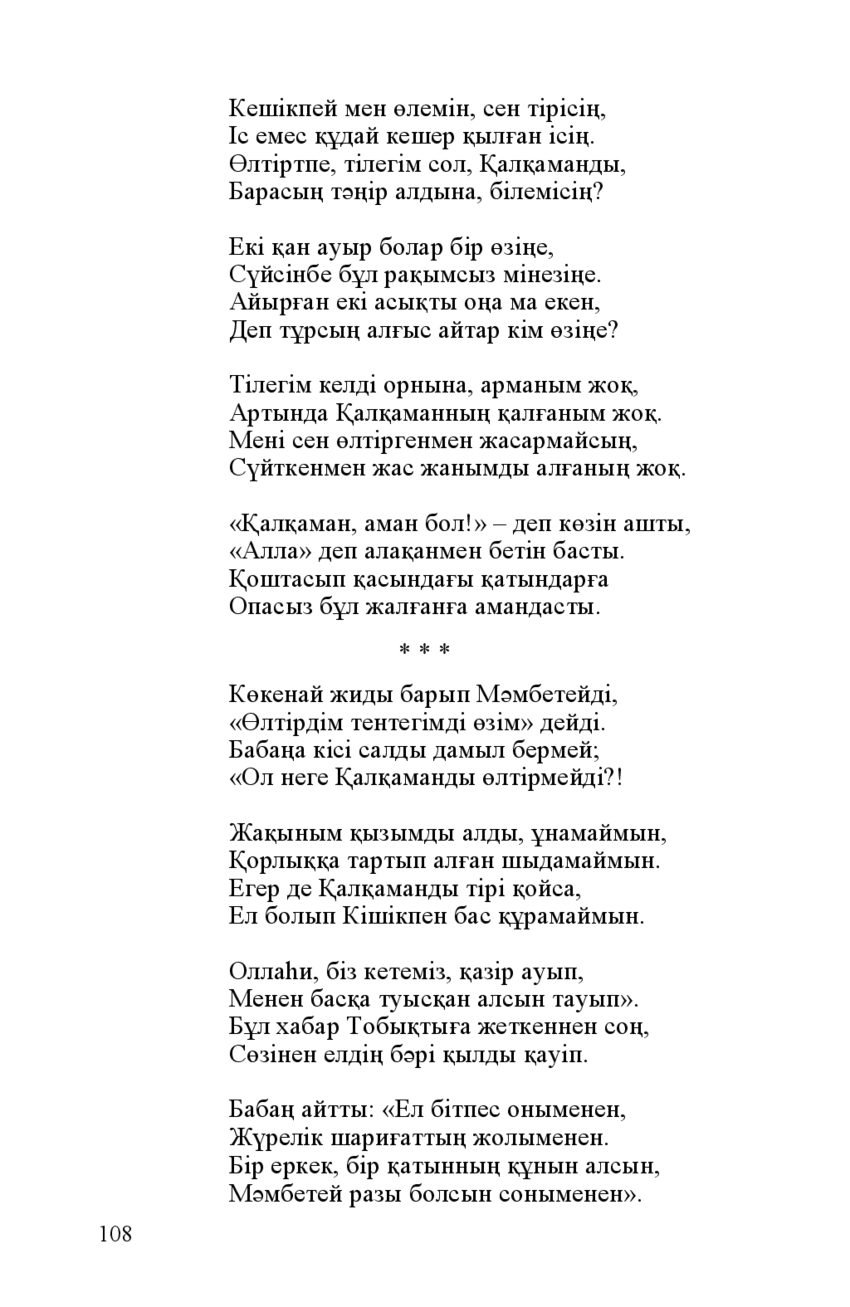 Кешікпей мен өлемін, сен тірісің,
Іс емес құдай кешер қылған ісің.
Өлтіртпе, тілегім сол, Қалқаманды,
Барасың тәңір алдына, білемісің?
Екі қан ауыр болар бір өзіңе,
Сүйсінбе бұл рақымсыз мінезіңе.
Айырған екі асықты оңа ма екен,
Деп тұрсың алғыс айтар кім өзіңе?
Тілегім келді орнына, арманым жоқ,
Артында Қалқаманның қалғаным жоқ.
Мені сен өлтіргенмен жасармайсың,
Сүйткенмен жас жанымды алғаның жоқ.
«Қалқаман, аман бол!» – деп көзін ашты,
«Алла» деп алақанмен бетін басты.
Қоштасып қасындағы қатындарға
Опасыз бұл жалғанға амандасты.
* * *
Көкенай жиды барып Мәмбетейді,
«Өлтірдім тентегімді өзім» дейді.
Бабаңа кісі салды дамыл бермей;
«Ол неге Қалқаманды өлтірмейді?!
Жақыным қызымды алды, ұнамаймын,
Қорлыққа тартып алған шыдамаймын.
Егер де Қалқаманды тірі қойса,
Ел болып Кішікпен бас құрамаймын.
Оллаһи, біз кетеміз, қазір ауып,
Менен басқа туысқан алсын тауып».
Бұл хабар Тобықтыға жеткеннен соң,
Сөзінен елдің бәрі қылды қауіп.
Бабаң айтты: «Ел бітпес оныменен,
Жүрелік шариғаттың жолыменен.
Бір еркек, бір қатынның құнын алсын,
Мәмбетей разы болсын соныменен».
108